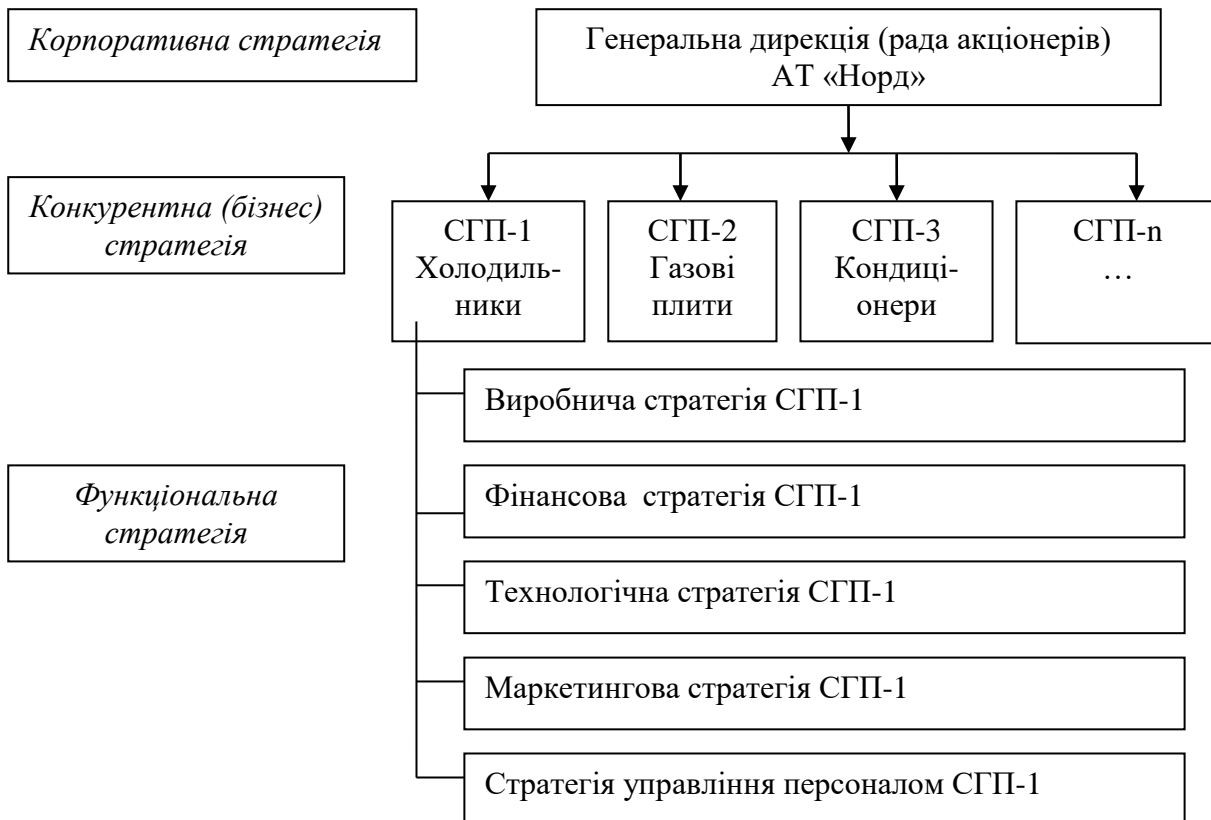 Корпоративна стратегія
Генеральна дирекція (рада акціонерів)
АТ «Норд»
Конкурентна (бізнес)
стратегія
СГП-1
Холодиль-
ники
СГП-2
Газові
плити
СГП-3
Кондиці-
онери
СГП-n
…
Виробнича стратегія СГП-1
Функціональна
стратегія
Фінансова  стратегія СГП-1
Технологічна стратегія СГП-1
Маркетингова стратегія СГП-1
Стратегія управління персоналом СГП-1